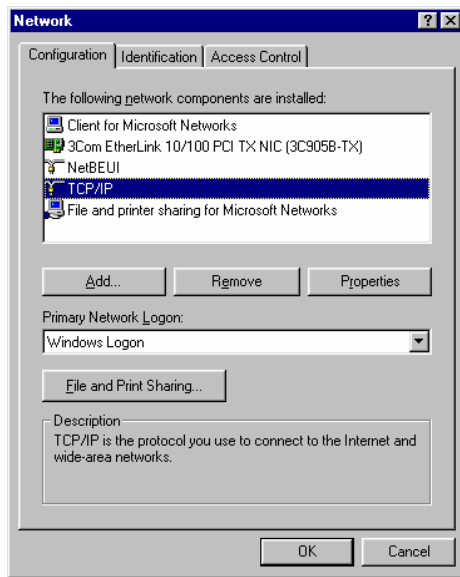 Network
Configuration Identification Access Control
The following network components are installed:
Client for Microsoft Networks
3Com EtherLink 10/100 PCI TX NIC (3C905B-TX)
NetBEUI
TCP/IP
File and printer sharing for Microsoft Networks
Add... Remove Properties
Primary Network Logon:
Windows Logon
File and Print Sharing...
Description
TCP/IP is the protocol you use to connect to the Internet and
wide-area networks.
OK Cancel